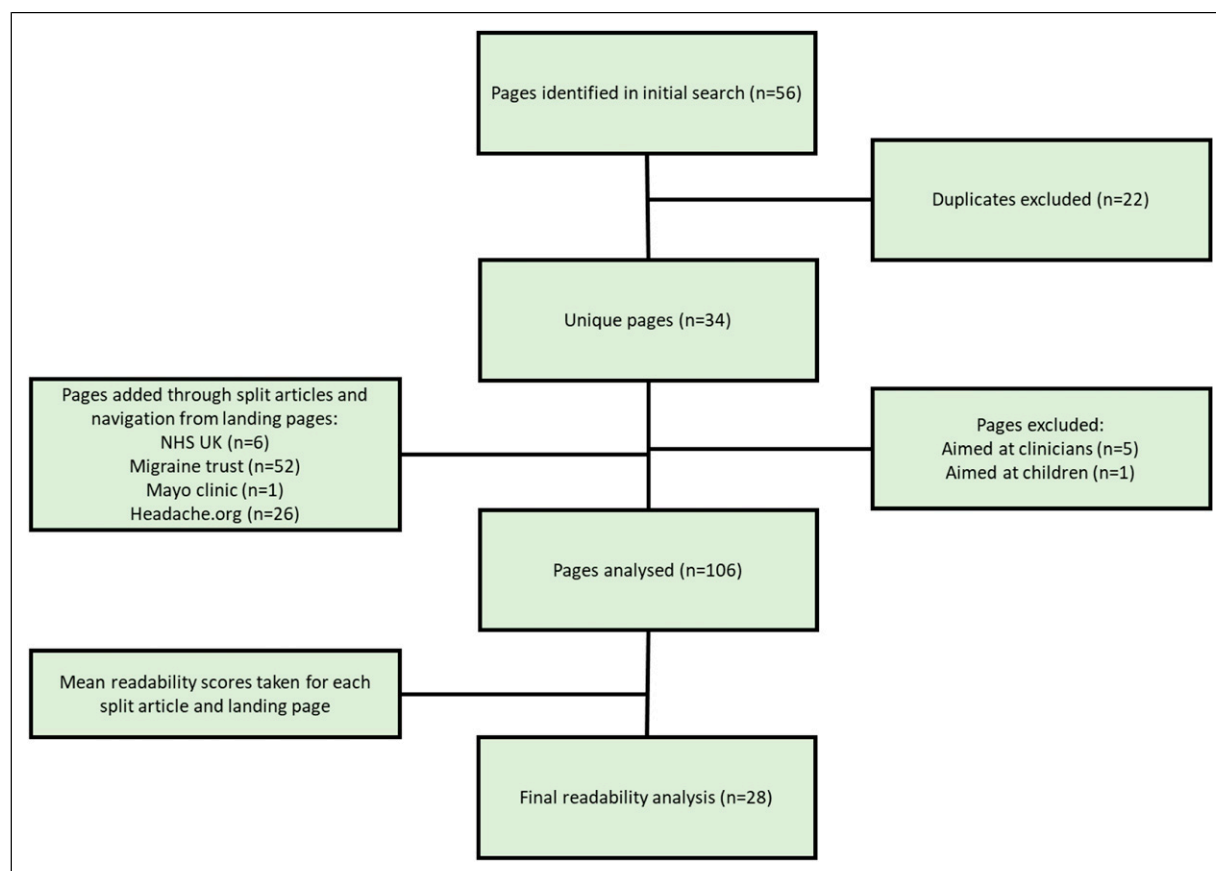 Pages identified in initial search (n=56)
Duplicates excluded (n=22)
Unique pages (n=34)
Pages added through split articles and
navigation from landing pages:
NHS UK (n=6)
Migraine trust (n=52)
Mayo clinic (n=1)
Headache.org (n=26)
Pages excluded:
Aimed at clinicians (n=5)
Aimed at children (n=1)
Pages analysed (n=106)
Mean readability scores taken for each
split article and landing page
Final readability analysis (n=28)